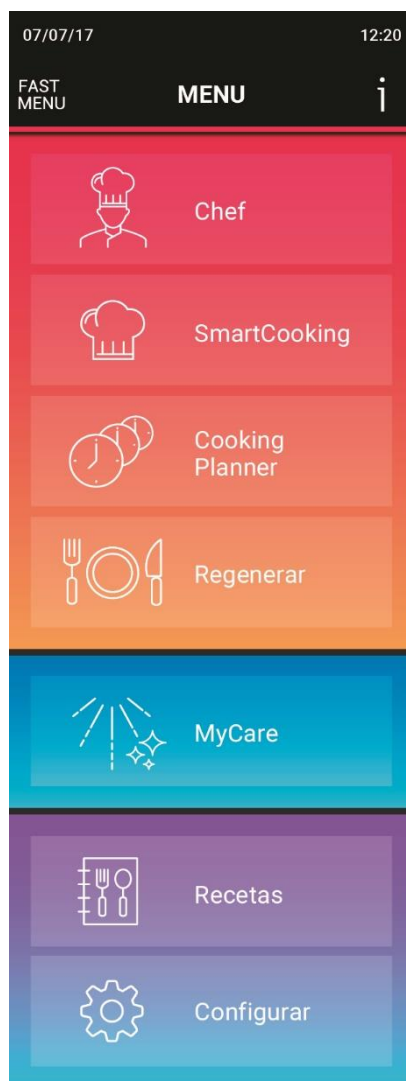 07/07/17 12:20
FAST
MENU
MENU
i
Chef
SmartCooking
Cooking
Planner
Regenerar
MyCare
Recetas
Configurar